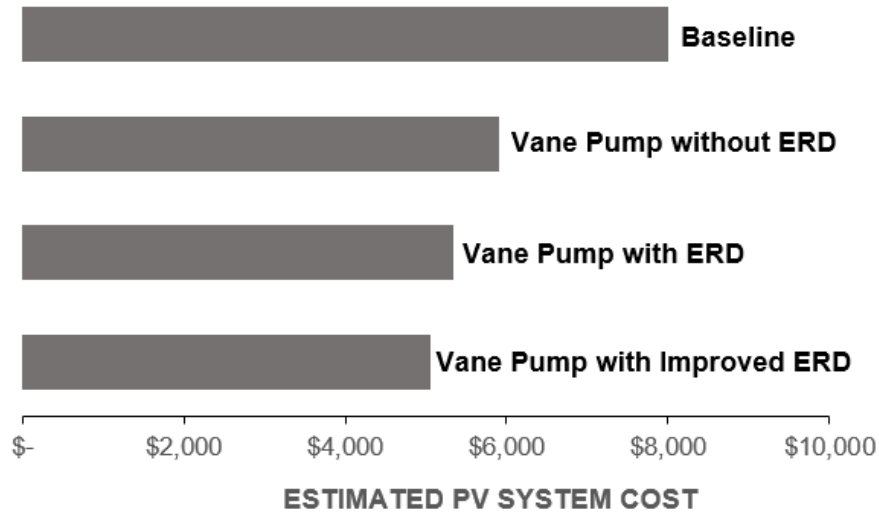 Baseline
Vane Pump without ERD
Vane Pump with ERD
Vane Pump with Improved ERD
$- $2,000 $4,000 $6,000 $8,000 $10,000
ESTIMATED PV SYSTEM COST